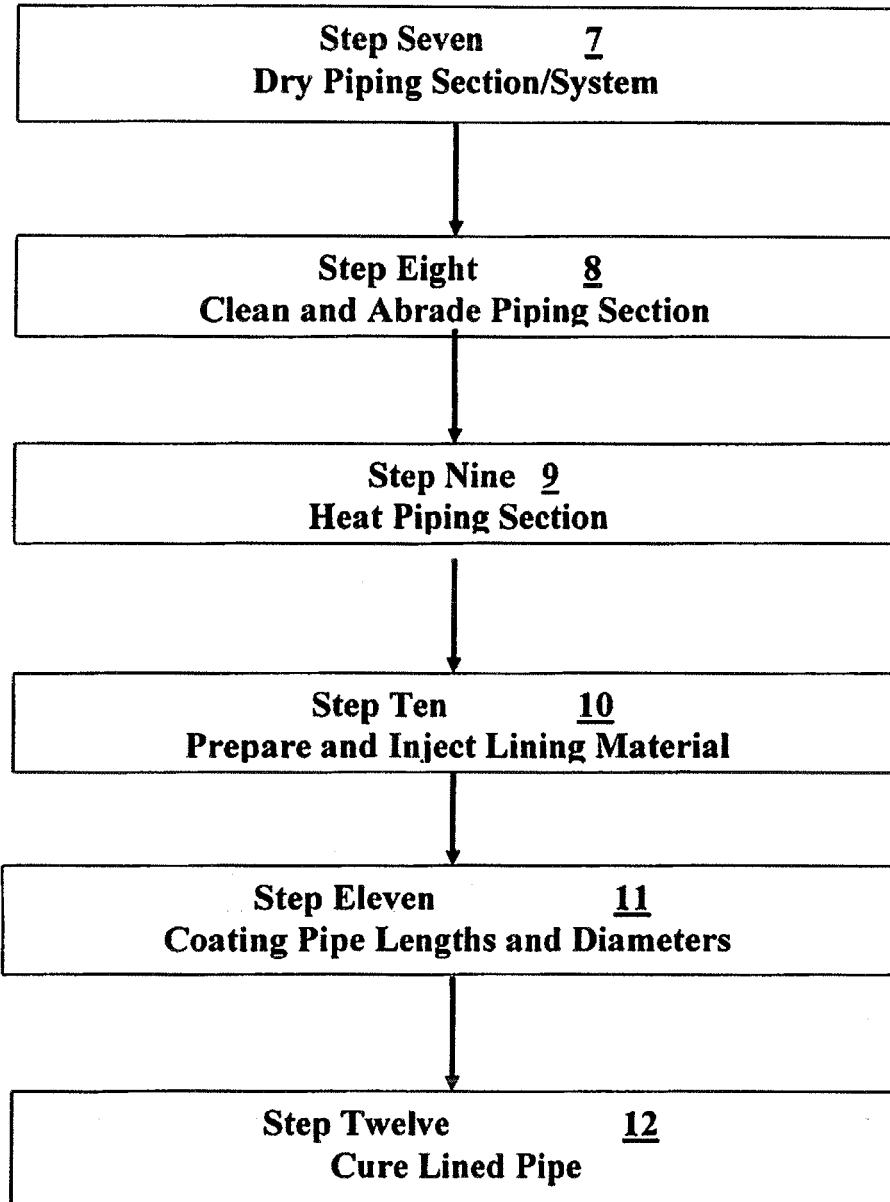 Step Seven 7
Dry Piping Section/System
Step Eight 8
Clean and Abrade Piping Section
Step Nine 9
Heat Piping Section
Step Ten 10
Prepare and Inject Lining Material
Step Eleven 11
Coating Pipe Lengths and Diameters
Step Twelve 12
Cure Lined Pipe